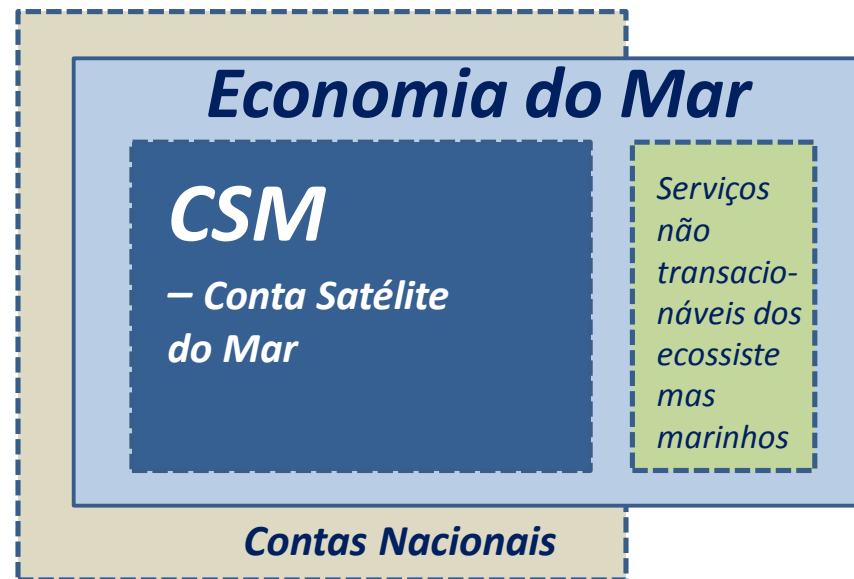 Economia do Mar
CSM
– Conta Satélite
do Mar
Serviços
não
transacio-
náveis dos
ecossiste
mas
marinhos
Contas Nacionais